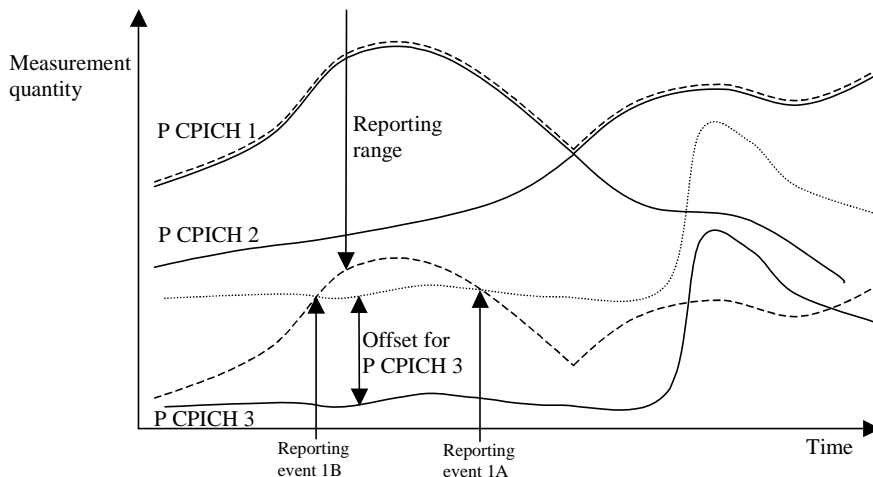 Measurement
quantity
P CPICH 1
Reporting
range
P CPICH 2
Offset for
P CPICH 3
P CPICH 3
Reporting
event 1B
Reporting
event 1A
Time